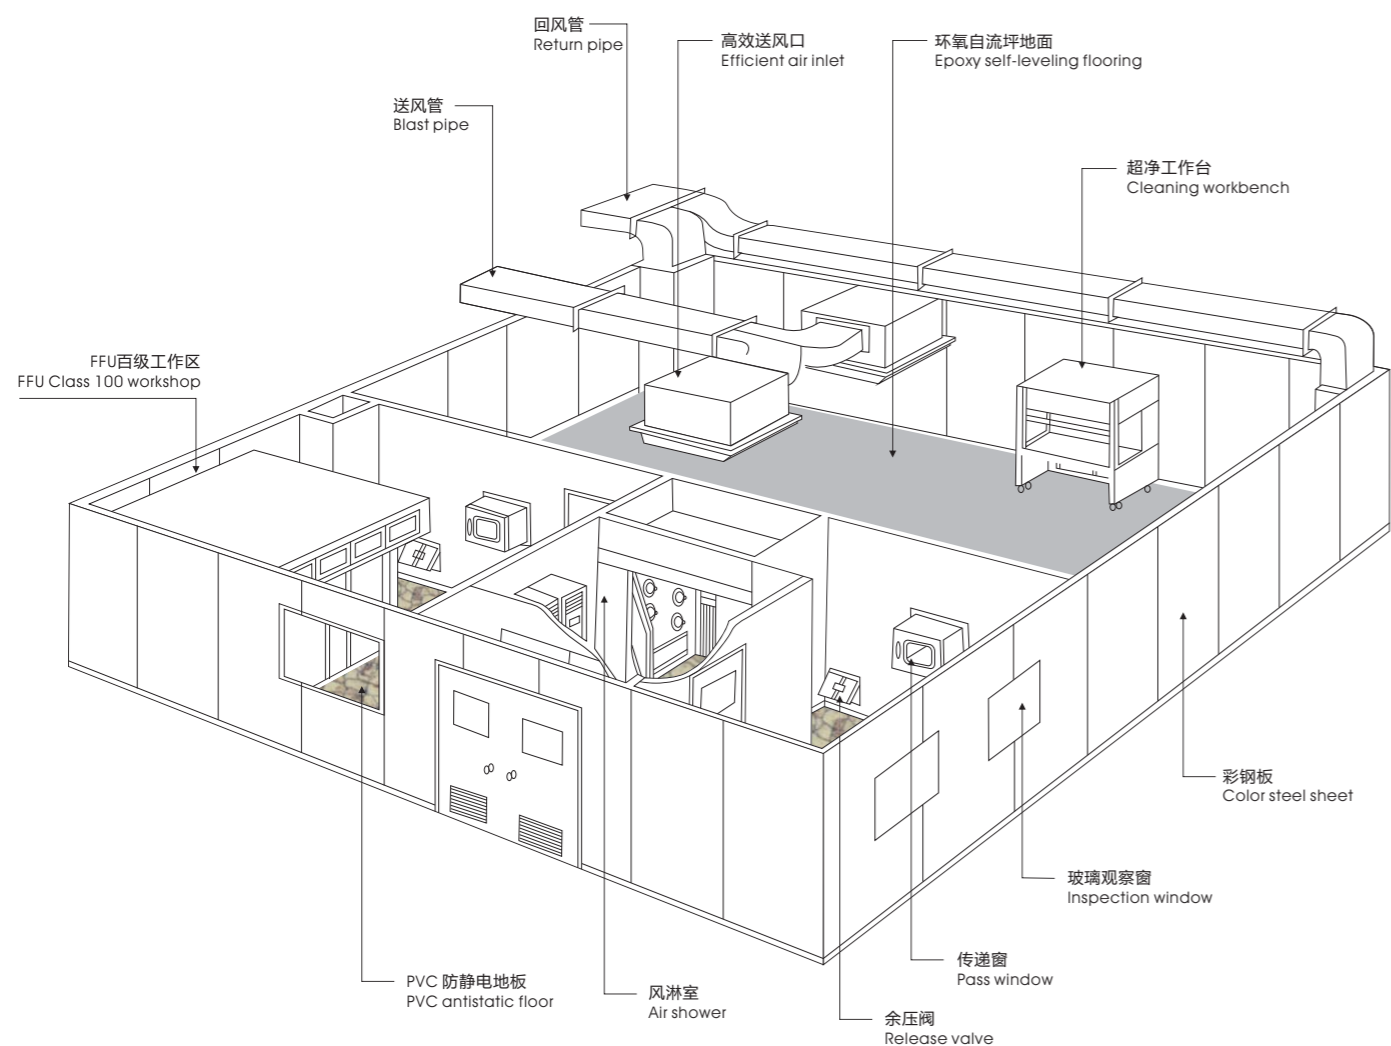 回风管
Return pipe
高效送风口
Efficient air inlet
环氧自流坪地面
Epoxy self-leveling flooring
送风管
Blast pipe
超净工作台
Cleaning workbench
FFU百级工作区
FFU Class 100 workshop
彩钢板
Color steel sheet
玻璃观察窗
Inspection window
传递窗
Pass window
PVC 防静电地板
PVC antistatic floor
风淋室
Air shower
余压阀
Release valve